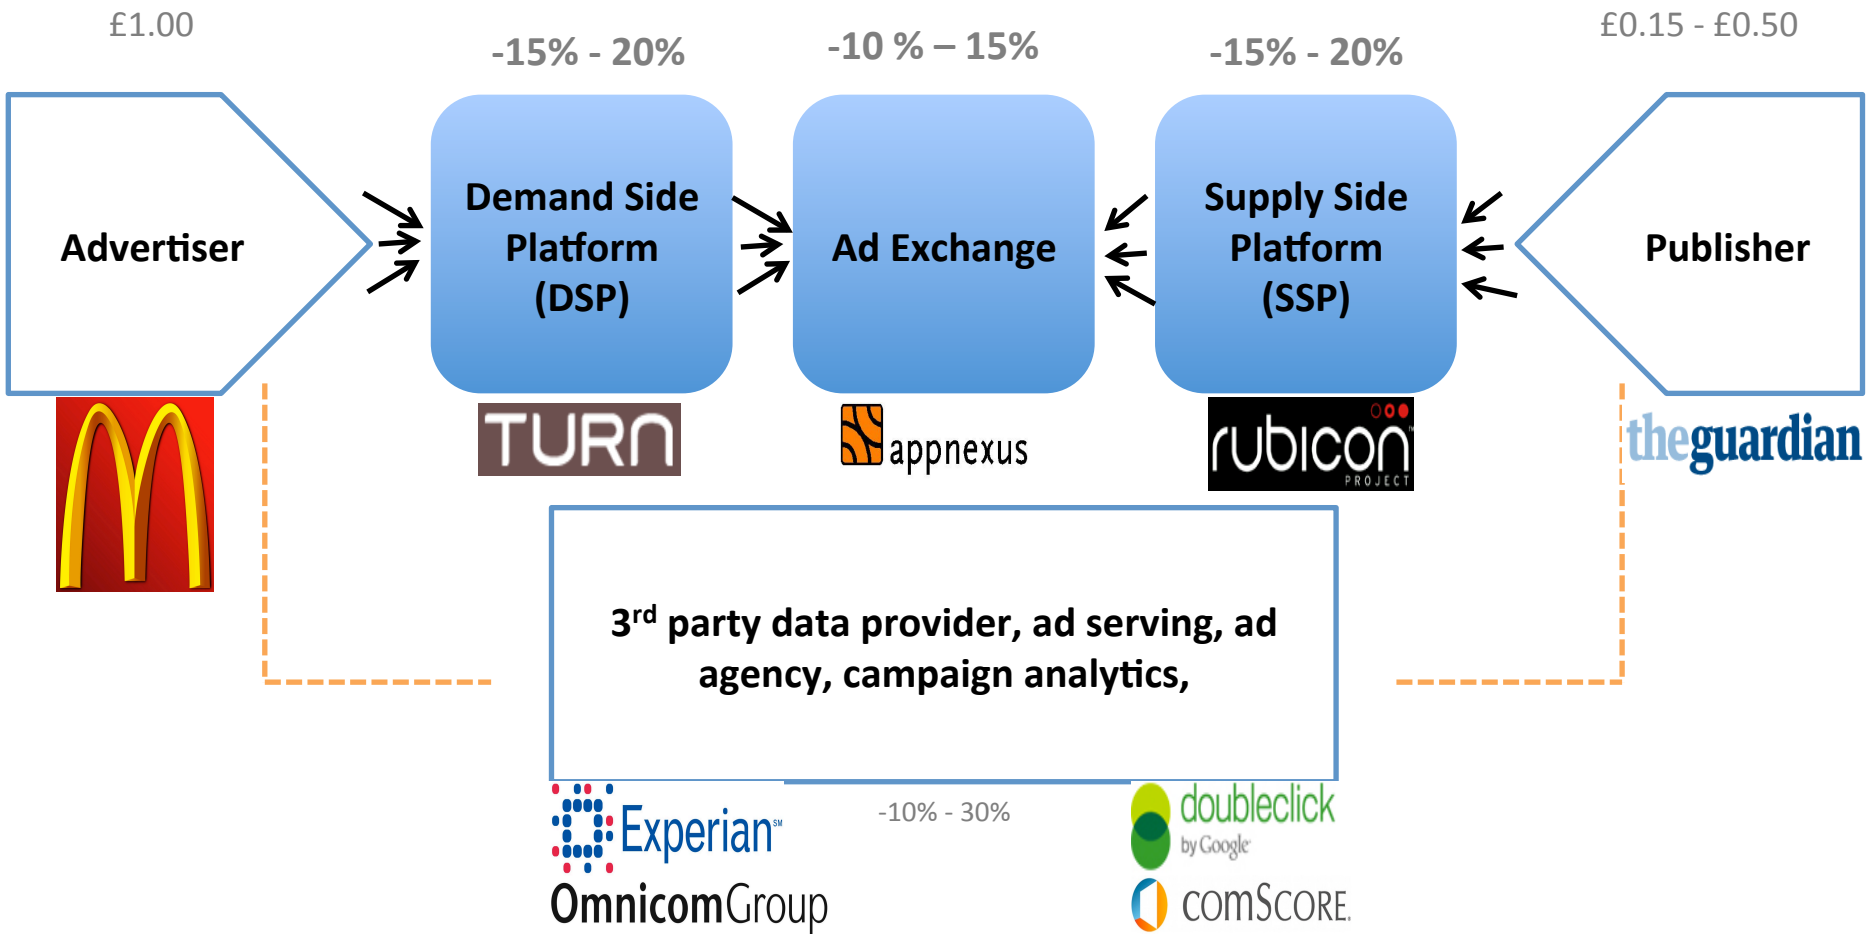 £1.00
-15% - 20%
-10 % – 15%
-15% - 20%
£0.15 - £0.50
Advertiser
Demand Side
Platform
(DSP)
Ad Exchange
Supply Side
Platform
(SSP)
Publisher
TURN
appnexus
rubicon
PROJECT
theguardian
3rd party data provider, ad serving, ad
agency, campaign analytics,
-10% - 30%
Experian SM
OmnicomGroup
doubleclick
by Google
comScore.